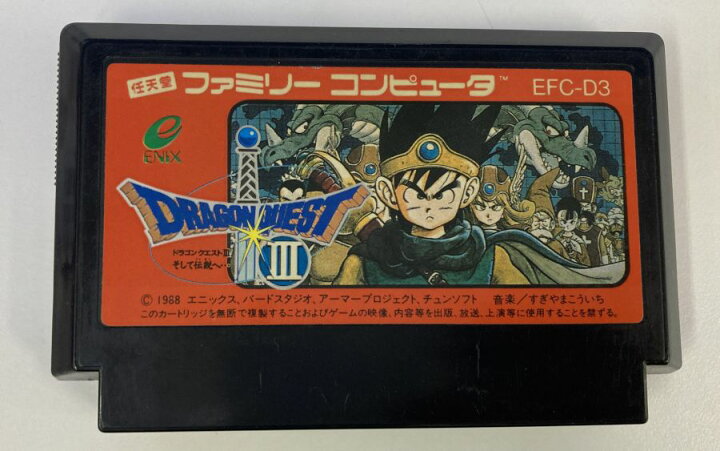 任天堂 ファミリー コンピュータ™ EFC-D3
ENIX
DRAGON QUEST
III
ドラゴンクエストIII
そして伝説へ…
© 1988 エニックス、バードスタジオ、アーマープロジェクト、チュンソフト 音楽／すぎやまこういち
このカートリッジを無断で複製することおよびゲームの映像、内容等を出版、放送、上演等に使用することを禁ずる。